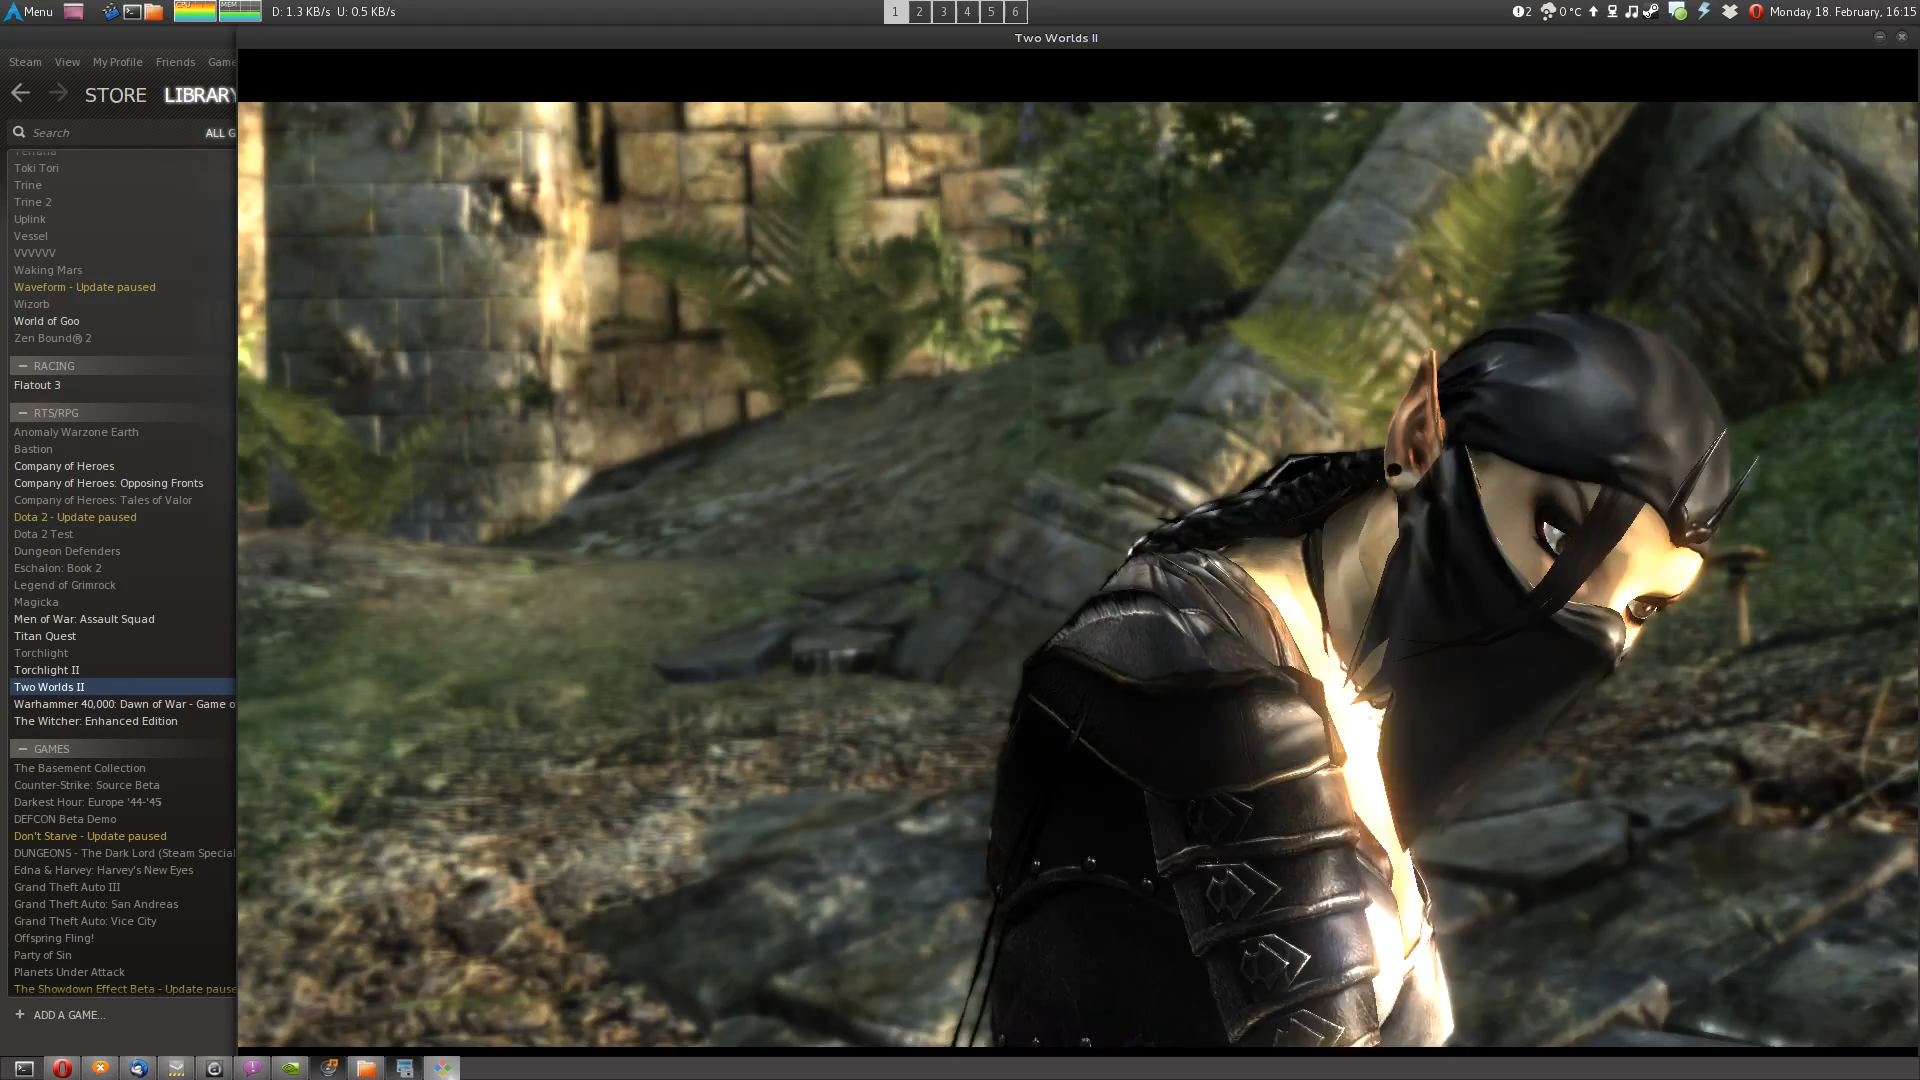 Menu
CPU
MEM
D: 1.3 KB/s U: 0.5 KB/s
1 2 3 4 5 6
2
0 °C
Monday 18. February, 16:15
Two Worlds II
Steam View My Profile Friends Game
STORE LIBRARY
Search
ALL G
Terraria
Toki Tori
Trine
Trine 2
Uplink
Vessel
VVVVVV
Waking Mars
Waveform - Update paused
Wizorb
World of Goo
Zen Bound® 2
RACING
Flatout 3
RTS/RPG
Anomaly Warzone Earth
Bastion
Company of Heroes
Company of Heroes: Opposing Fronts
Company of Heroes: Tales of Valor
Dota 2 - Update paused
Dota 2 Test
Dungeon Defenders
Eschalon: Book 2
Legend of Grimrock
Magicka
Men of War: Assault Squad
Titan Quest
Torchlight
Torchlight II
Two Worlds II
Warhammer 40,000: Dawn of War - Game o
The Witcher: Enhanced Edition
GAMES
The Basement Collection
Counter-Strike: Source Beta
Darkest Hour: Europe '44-'45
DEFCON Beta Demo
Don't Starve - Update paused
DUNGEONS - The Dark Lord (Steam Special
Edna & Harvey: Harvey's New Eyes
Grand Theft Auto III
Grand Theft Auto: San Andreas
Grand Theft Auto: Vice City
Offspring Fling!
Party of Sin
Planets Under Attack
The Showdown Effect Beta - Update pause
+ ADD A GAME...